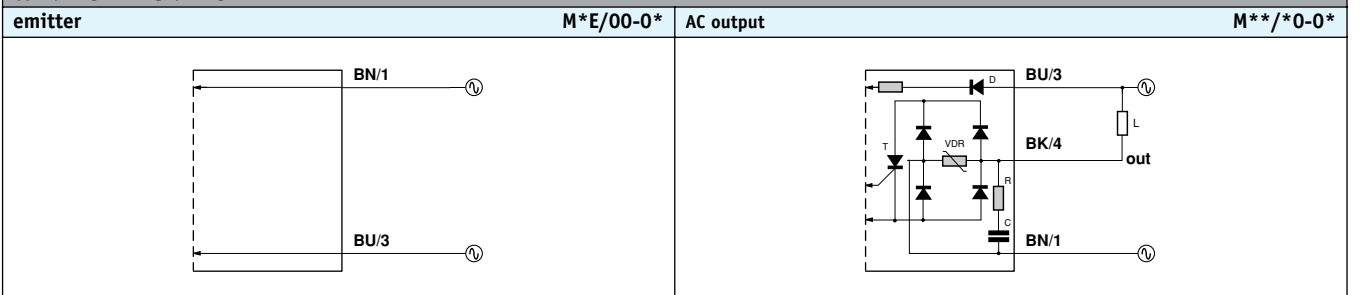 emitter M*E/00-0*
AC output M**/*0-0*
BN/1
BU/3
D
BU/3
L
T
VDR
BK/4
out
R
C
BN/1